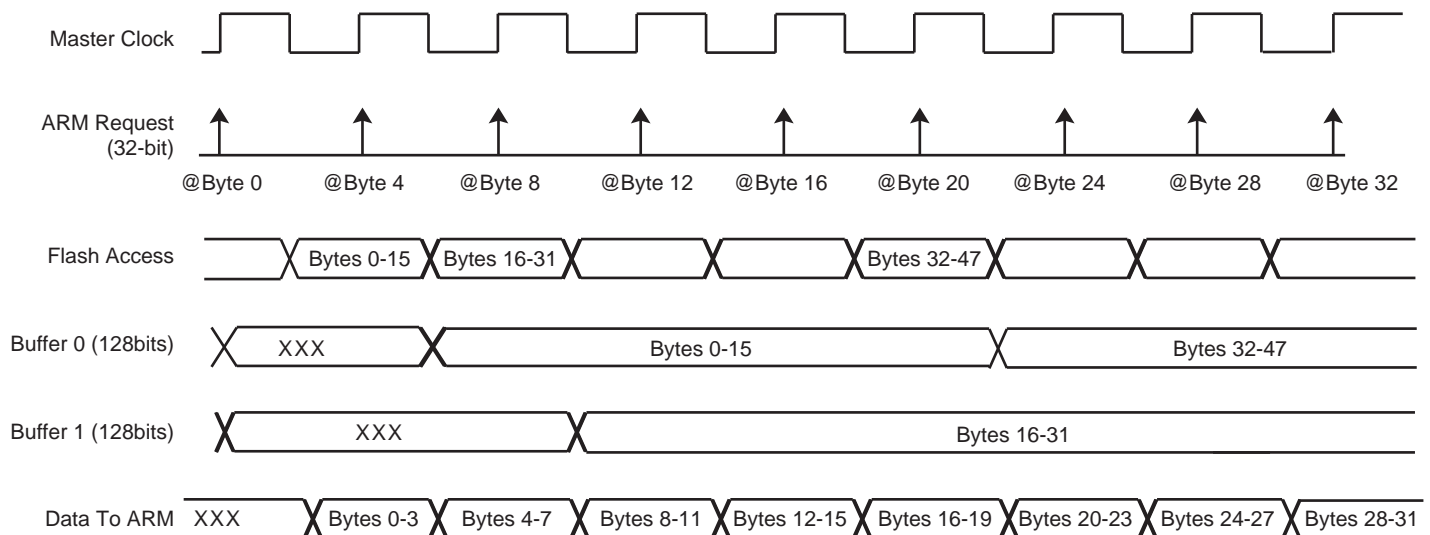 Master Clock
ARM Request
(32-bit)
@Byte 0 @Byte 4 @Byte 8 @Byte 12 @Byte 16 @Byte 20 @Byte 24 @Byte 28 @Byte 32
Flash Access Bytes 0-15 Bytes 16-31 Bytes 32-47
Buffer 0 (128bits) XXX Bytes 0-15 Bytes 32-47
Buffer 1 (128bits) XXX Bytes 16-31
Data To ARM XXX Bytes 0-3 Bytes 4-7 Bytes 8-11 Bytes 12-15 Bytes 16-19 Bytes 20-23 Bytes 24-27 Bytes 28-31